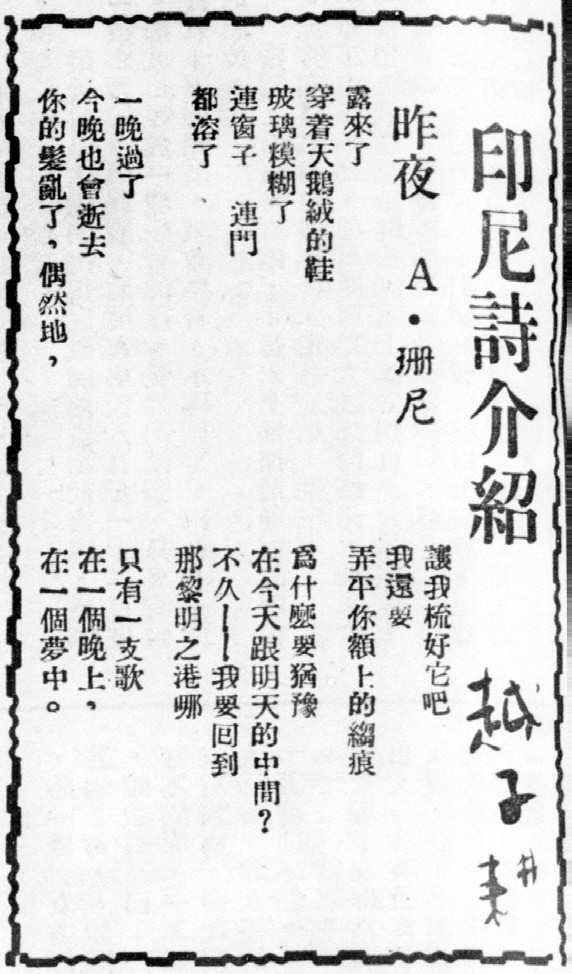 印尼詩介紹
越子耕
昨夜　A·珊尼
露來了
穿着天鵝絨的鞋
玻璃糢糊了
連窗子　連門
都溶了
一晚過了
今晚也會逝去
你的髮亂了，偶然地，
讓我梳好它吧
我還要
弄平你額上的縐痕
爲什麽要猶豫
在今天跟明天的中間？
不久——我要回到
那黎明之港哪
只有一支歌
在一個晚上，
在一個夢中。